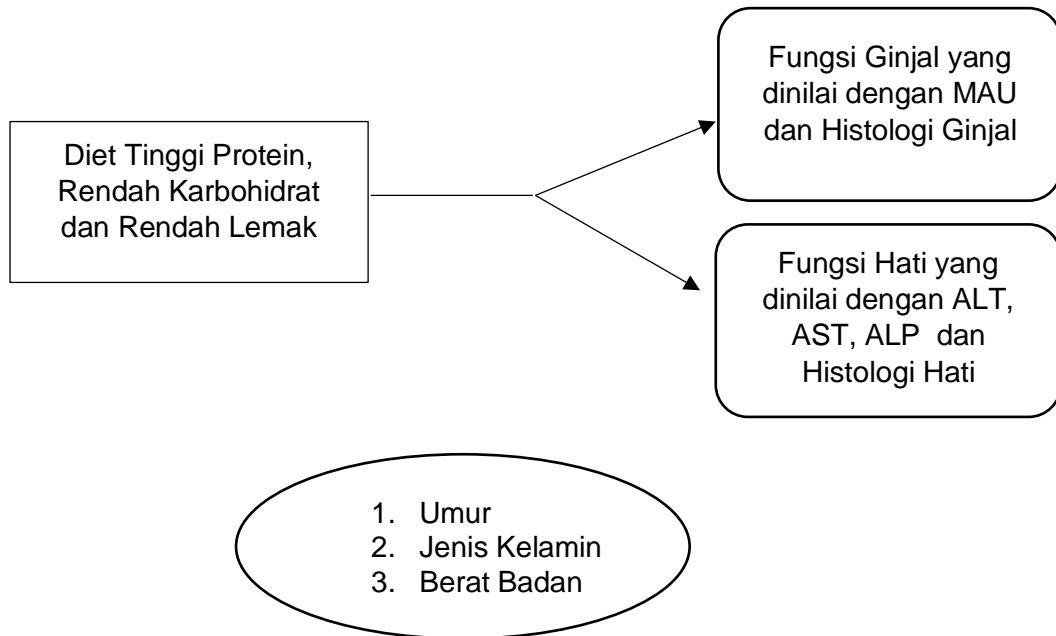 Diet Tinggi Protein,
Rendah Karbohidrat
dan Rendah Lemak
Fungsi Ginjal yang
dinilai dengan MAU
dan Histologi Ginjal
Fungsi Hati yang
dinilai dengan ALT,
AST, ALP dan
Histologi Hati
1. Umur
2. Jenis Kelamin
3. Berat Badan